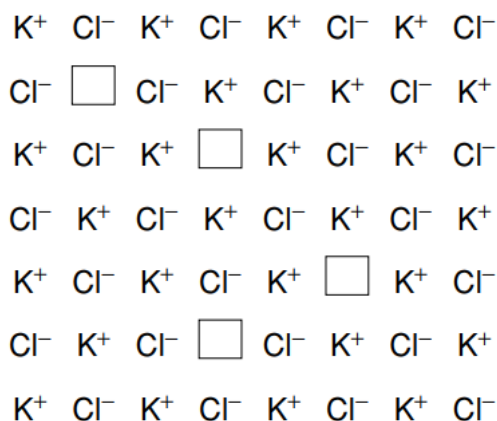 K⁺ Cl⁻ K⁺ Cl⁻ K⁺ Cl⁻ K⁺ Cl⁻
Cl⁻ □ Cl⁻ K⁺ Cl⁻ K⁺ Cl⁻ K⁺
K⁺ Cl⁻ K⁺ □ K⁺ Cl⁻ K⁺ Cl⁻
Cl⁻ K⁺ Cl⁻ K⁺ Cl⁻ K⁺ Cl⁻ K⁺
K⁺ Cl⁻ K⁺ Cl⁻ K⁺ □ K⁺ Cl⁻
Cl⁻ K⁺ Cl⁻ □ Cl⁻ K⁺ Cl⁻ K⁺
K⁺ Cl⁻ K⁺ Cl⁻ K⁺ Cl⁻ K⁺ Cl⁻